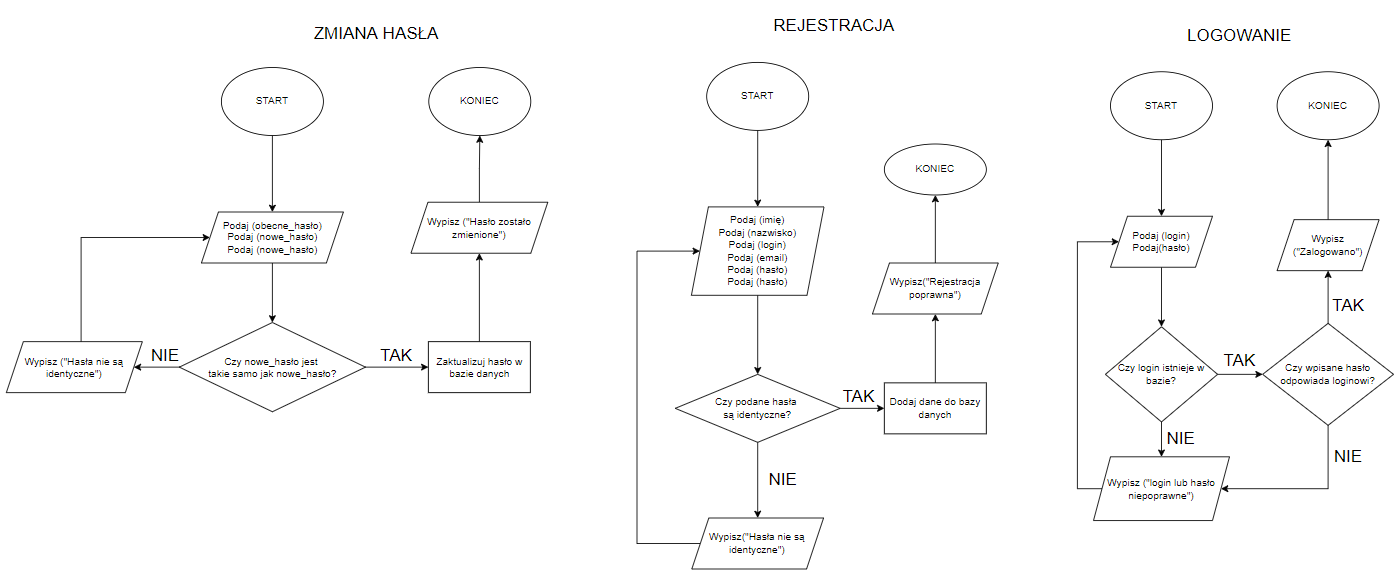 ZMIANA HASŁA
START
KONIEC
Podaj (obecne_hasło)
Podaj (nowe_hasło)
Podaj (nowe_hasło)
Wypisz ("Hasło zostało
zmienione")
Wypisz ("Hasła nie są
identyczne")
NIE
Czy nowe_hasło jest
takie samo jak nowe_hasło?
TAK
Zaktualizuj hasło w
bazie danych
REJESTRACJA
START
KONIEC
Podaj (imię)
Podaj (nazwisko)
Podaj (login)
Podaj (email)
Podaj (hasło)
Podaj (hasło)
Wypisz("Rejestracja
poprawna")
Czy podane hasła
są identyczne?
TAK
Dodaj dane do bazy
danych
NIE
Wypisz("Hasła nie są
identyczne")
LOGOWANIE
START
KONIEC
Podaj (login)
Podaj(hasło)
Wypisz
("Zalogowano")
TAK
Czy login istnieje w
bazie?
TAK
Czy wpisane hasło
odpowiada loginowi?
NIE
NIE
Wypisz ("login lub hasło
niepoprawne")